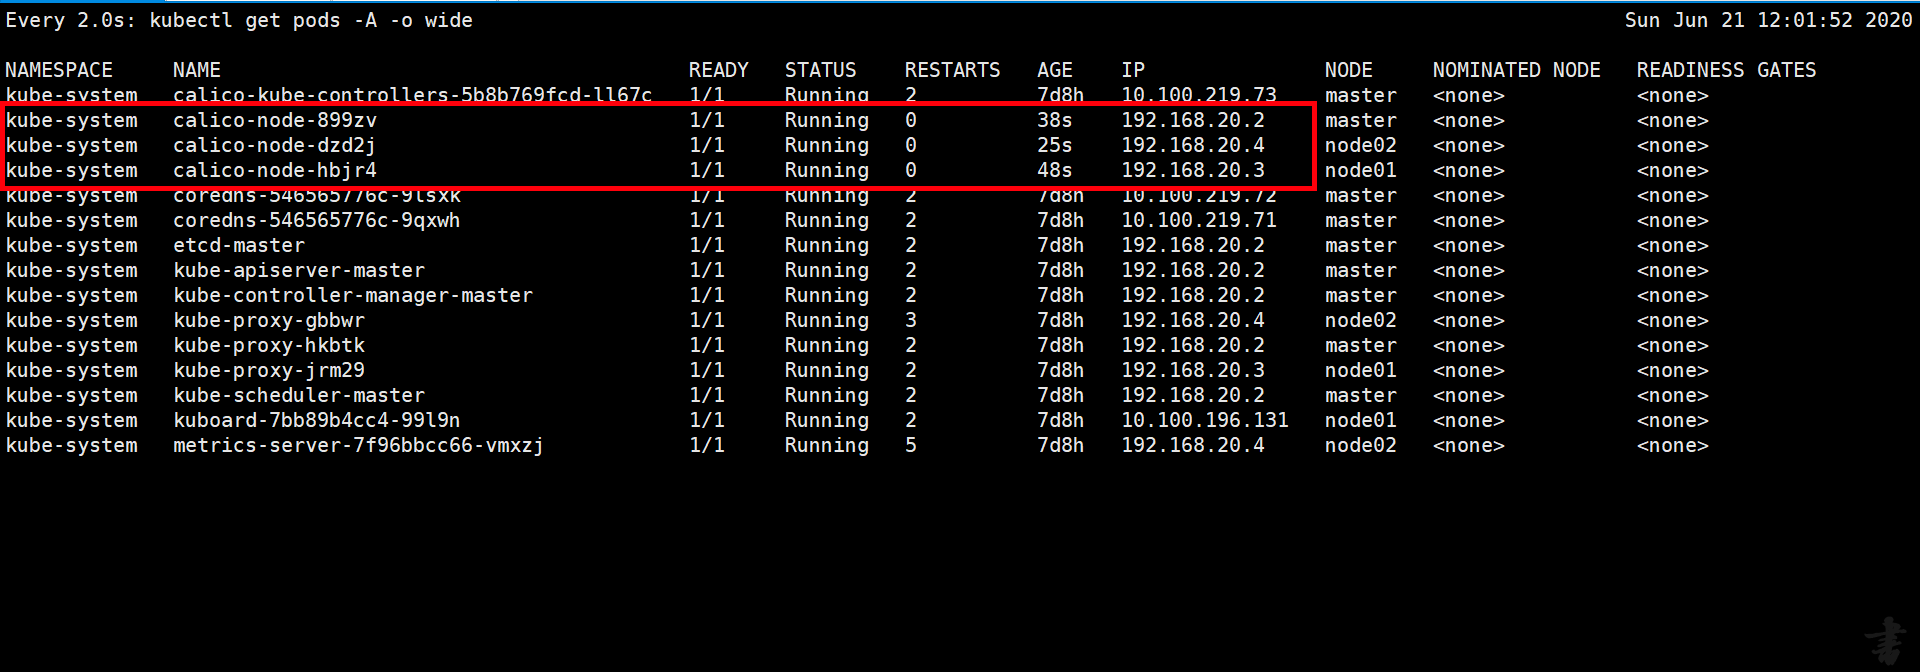 Every 2.0s: kubectl get pods -A -o wide Sun Jun 21 12:01:52 2020
NAMESPACE NAME READY STATUS RESTARTS AGE IP NODE NOMINATED NODE READINESS GATES
kube-system calico-kube-controllers-5b8b769fcd-ll67c 1/1 Running 2 7d8h 10.100.219.73 master <none> <none>
kube-system calico-node-899zv 1/1 Running 0 38s 192.168.20.2 master <none> <none>
kube-system calico-node-dzd2j 1/1 Running 0 25s 192.168.20.4 node02 <none> <none>
kube-system calico-node-hbjr4 1/1 Running 0 48s 192.168.20.3 node01 <none> <none>
kube-system coredns-546565776c-9lsxk 1/1 Running 2 7d8h 10.100.219.72 master <none> <none>
kube-system coredns-546565776c-9qxwh 1/1 Running 2 7d8h 10.100.219.71 master <none> <none>
kube-system etcd-master 1/1 Running 2 7d8h 192.168.20.2 master <none> <none>
kube-system kube-apiserver-master 1/1 Running 2 7d8h 192.168.20.2 master <none> <none>
kube-system kube-controller-manager-master 1/1 Running 2 7d8h 192.168.20.2 master <none> <none>
kube-system kube-proxy-gbbwr 1/1 Running 3 7d8h 192.168.20.4 node02 <none> <none>
kube-system kube-proxy-hkbtk 1/1 Running 2 7d8h 192.168.20.2 master <none> <none>
kube-system kube-proxy-jrm29 1/1 Running 2 7d8h 192.168.20.3 node01 <none> <none>
kube-system kube-scheduler-master 1/1 Running 2 7d8h 192.168.20.2 master <none> <none>
kube-system kuboard-7bb89b4cc4-99l9n 1/1 Running 2 7d8h 10.100.196.131 node01 <none> <none>
kube-system metrics-server-7f96bbcc66-vmxzj 1/1 Running 5 7d8h 192.168.20.4 node02 <none> <none>
書